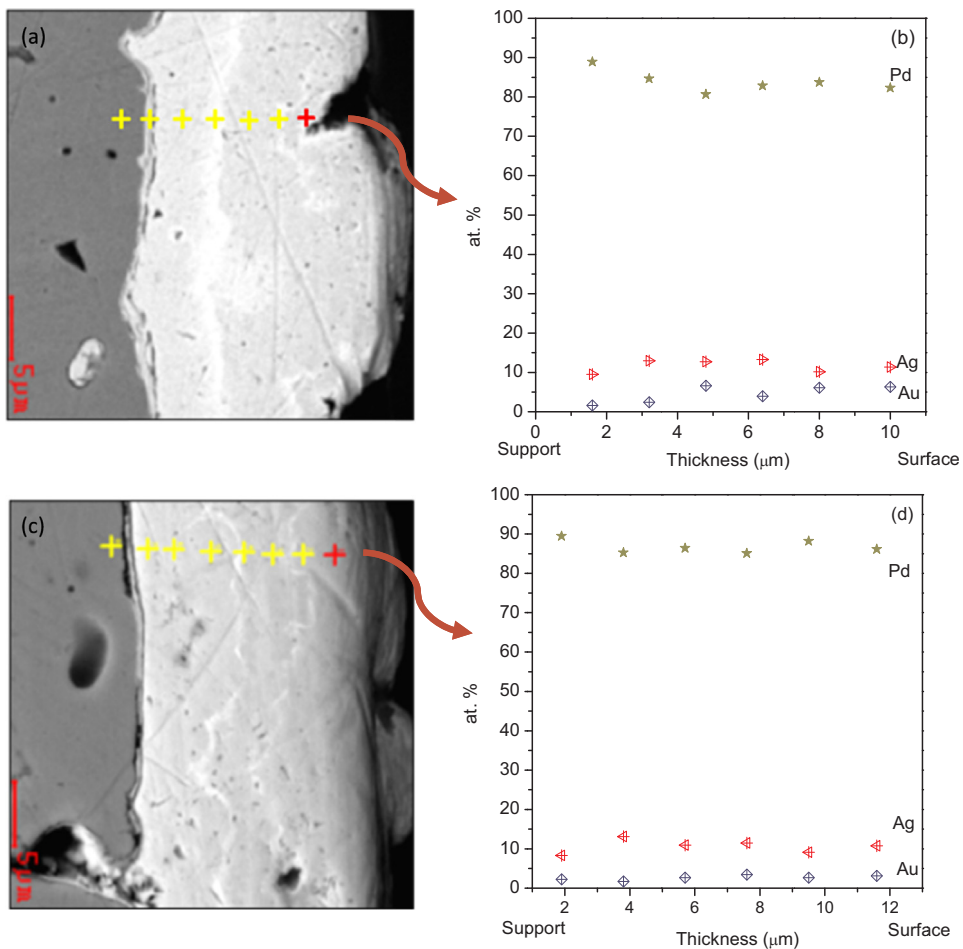 (a)
5μm
(b)
100
90
80
70
60
50
40
30
20
10
0
at. %
Pd
Ag
Au
0 2 4 6 8 10
Support
Thickness (μm)
Surface
(c)
5μm
(d)
100
90
80
70
60
50
40
30
20
10
0
at. %
Pd
Ag
Au
2 4 6 8 10 12
Support
Thickness (μm)
Surface